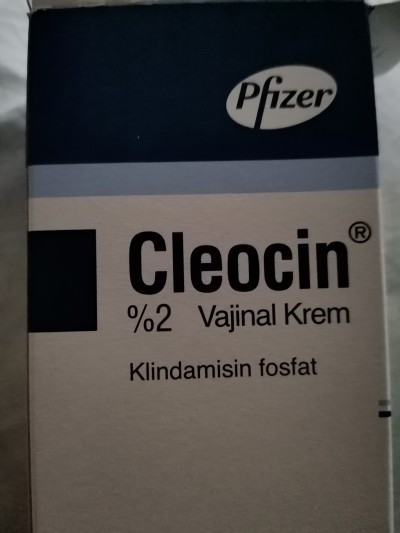 Pfizer
Cleocin®
%2 Vajinal Krem
Klindamisin fosfat